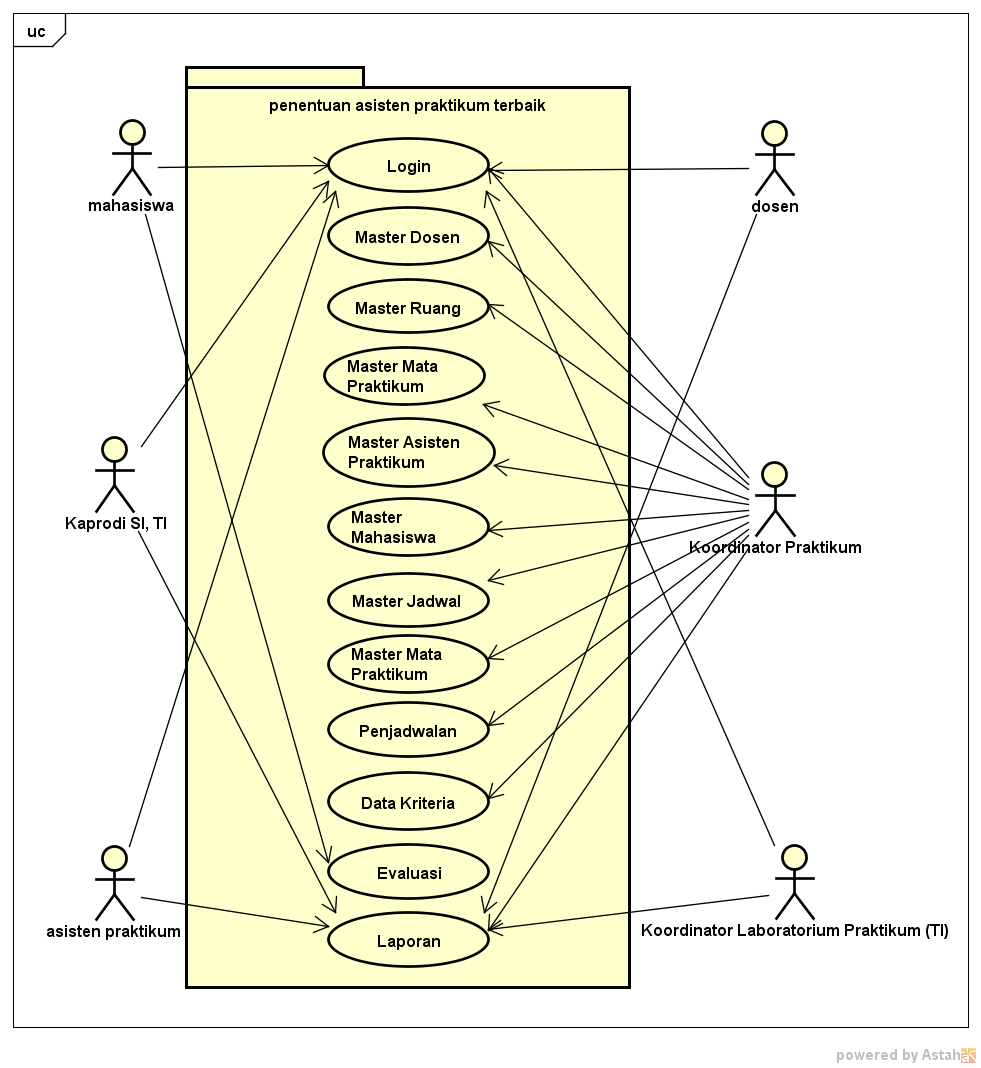 uc
penentuan asisten praktikum terbaik
Login
mahasiswa
dosen
Master Dosen
Master Ruang
Master Mata
Praktikum
Master Asisten
Praktikum
Kaprodi SI, TI
Master
Mahasiswa
Koordinator Praktikum
Master Jadwal
Master Mata
Praktikum
Penjadwalan
Data Kriteria
Evaluasi
asisten praktikum
Koordinator Laboratorium Praktikum (TI)
Laporan
powered by Astah